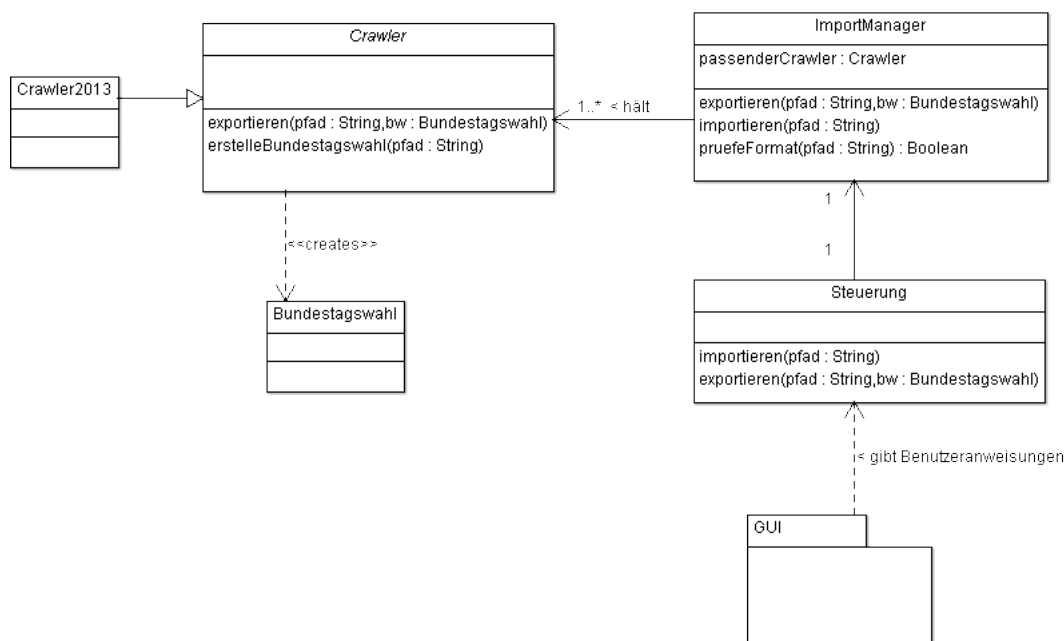 Crawler
exportieren(pfad : String,bw : Bundestagswahl)
erstelleBundestagswahl(pfad : String)
ImportManager
passenderCrawler : Crawler
exportieren(pfad : String,bw : Bundestagswahl)
importieren(pfad : String)
pruefeFormat(pfad : String) : Boolean
Crawler2013
1..* < hält
1
1
<<creates>>
Bundestagswahl
Steuerung
importieren(pfad : String)
exportieren(pfad : String,bw : Bundestagswahl)
< gibt Benutzeranweisungen
GUI